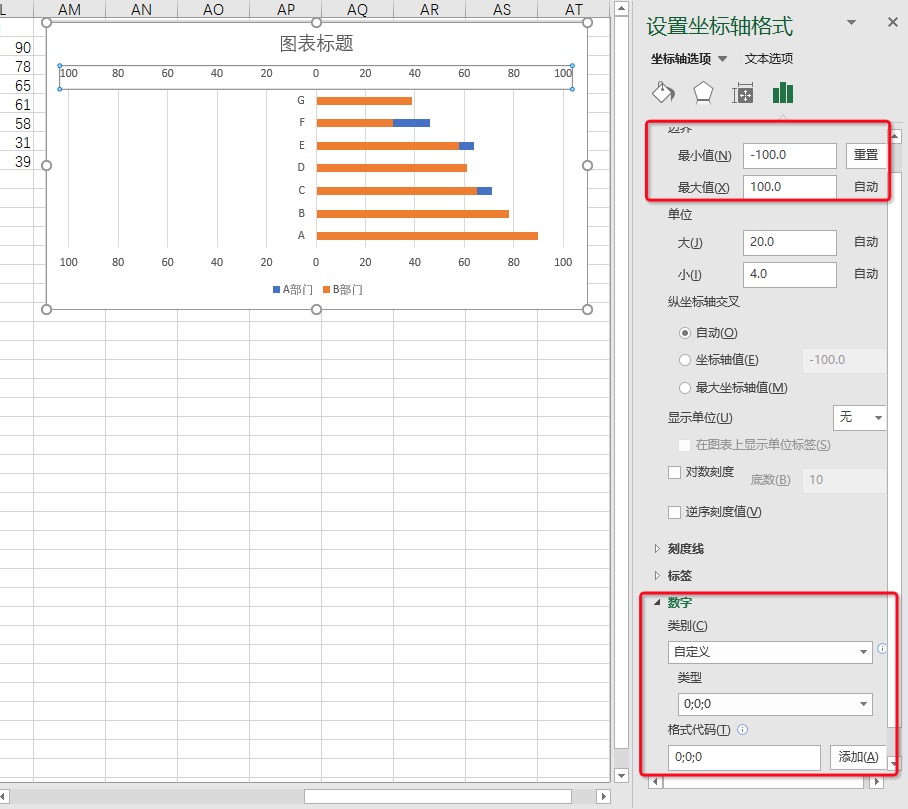 L AM AN AO AP AQ AR AS AT
90
78
65
61
58
31
39
图表标题
100 80 60 40 20 0 20 40 60 80 100
G
F
E
D
C
B
A
100 80 60 40 20 0 20 40 60 80 100
A部门 B部门
设置坐标轴格式
坐标轴选项 文本选项
边界
最小值(N) -100.0 重置
最大值(X) 100.0 自动
单位
大(J) 20.0 自动
小(I) 4.0 自动
纵坐标轴交叉
自动(O)
坐标轴值(E) -100.0
最大坐标轴值(M)
显示单位(U) 无
在图表上显示单位标签(S)
对数刻度 底数(B) 10
逆序刻度值(V)
刻度线
标签
数字
类别(C)
自定义
类型
0;0;0
格式代码(T)
0;0;0 添加(A)